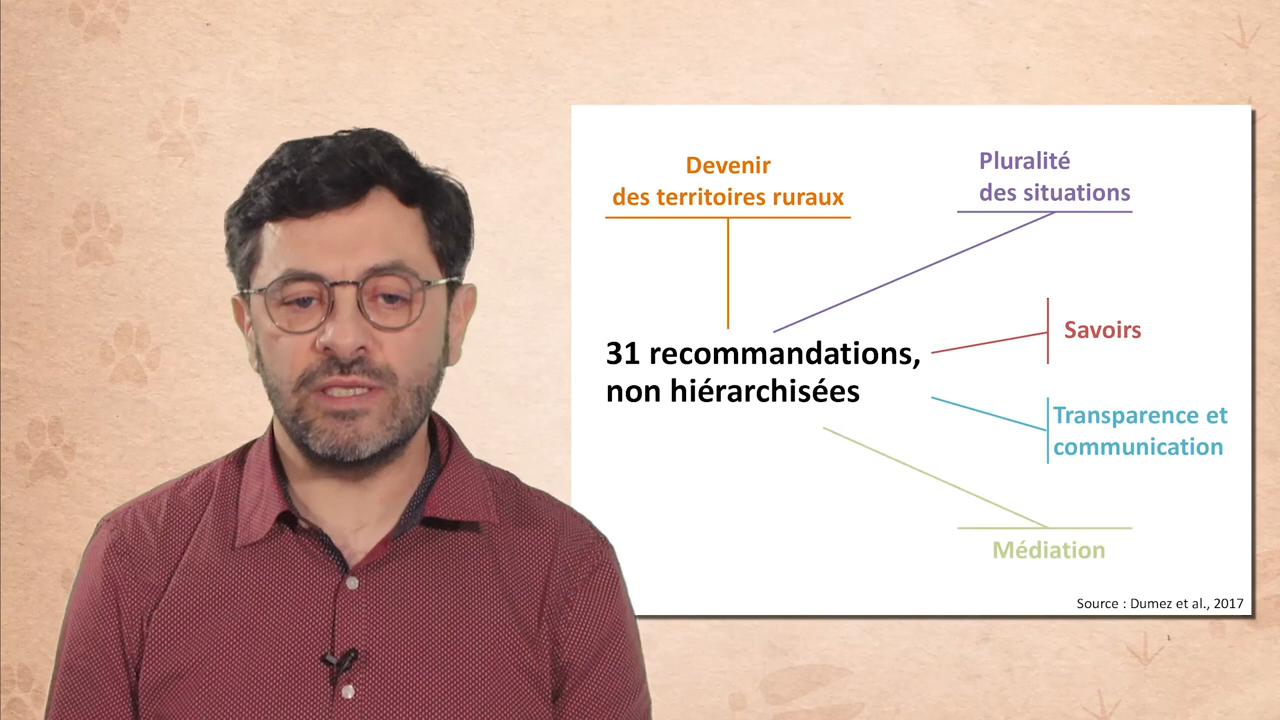 Devenir
des territoires ruraux
Pluralité
des situations
31 recommandations,
non hiérarchisées
Savoirs
Transparence et
communication
Médiation
Source : Dumez et al., 2017